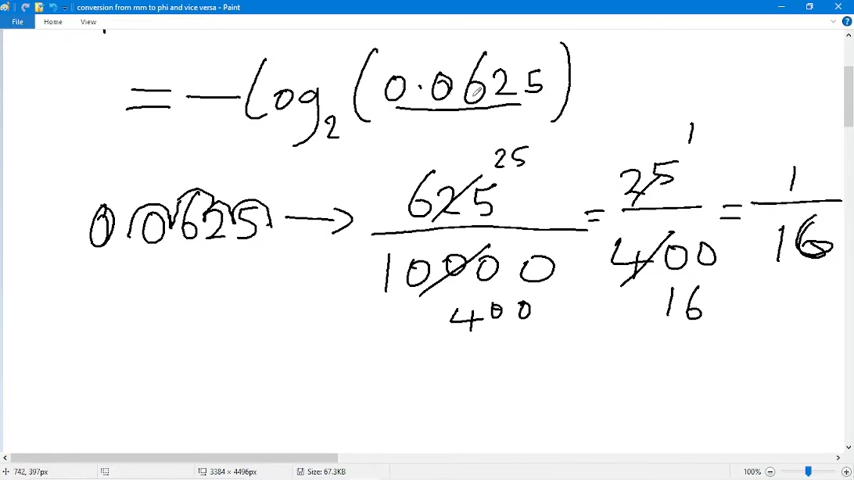 conversion from mm to phi and vice versa - Paint
File Home View
= -log2(0.0625)
0.0625 → 625/10000 = 25/400 = 1/16
25 1
400 16
742, 397px 3384 × 4496px Size: 67.3KB 100%